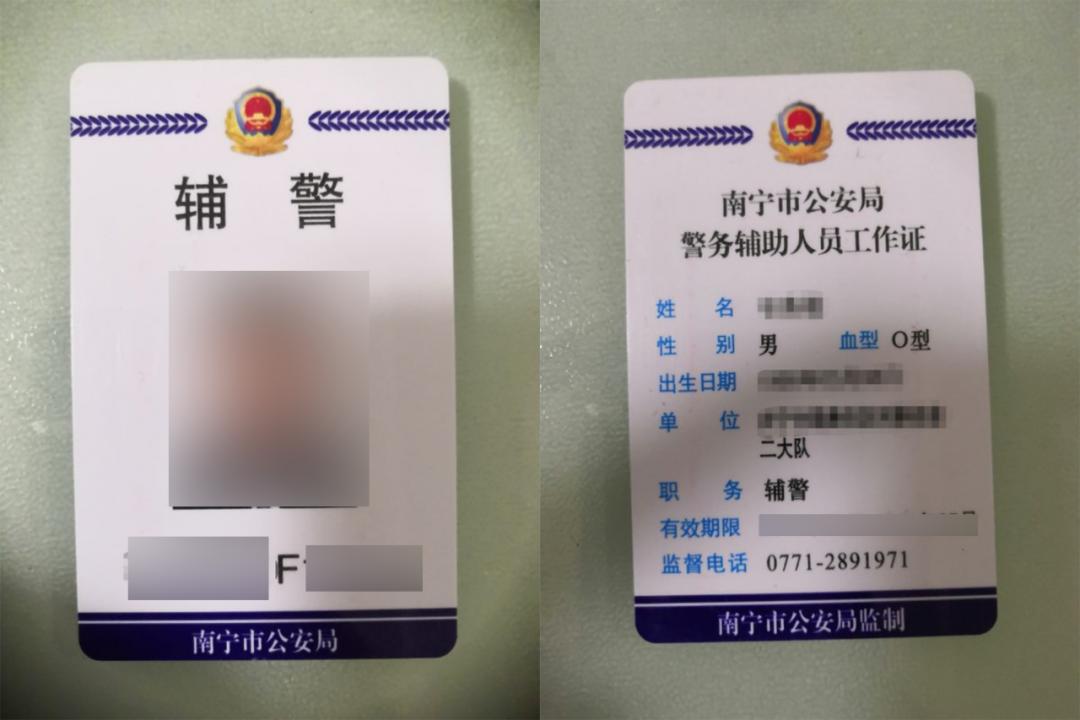 辅 警
F
南宁市公安局
南宁市公安局
警务辅助人员工作证
姓 名
性 别 男 血型 O型
出生日期
单 位
二大队
职 务 辅警
有效期限
监督电话 0771-2891971
南宁市公安局监制